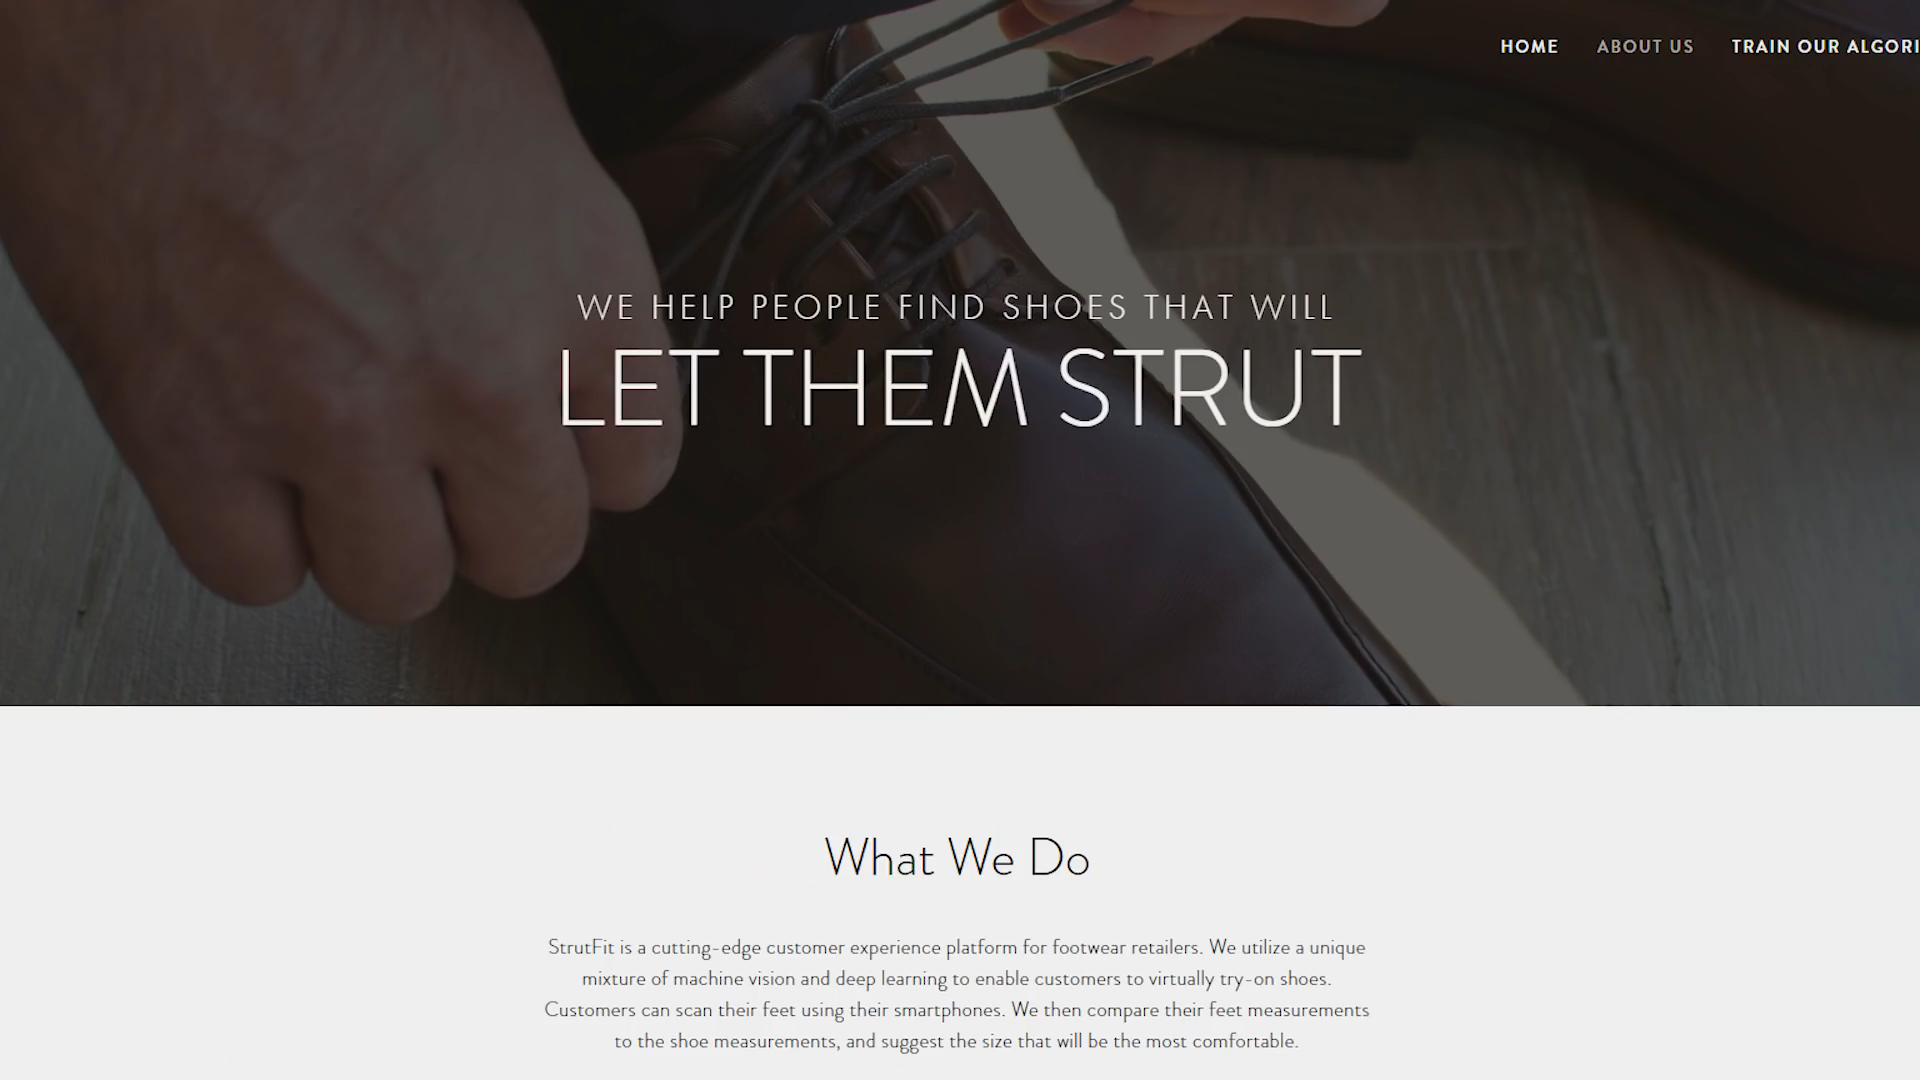 HOME ABOUT US TRAIN OUR ALGORI
WE HELP PEOPLE FIND SHOES THAT WILL
LET THEM STRUT
What We Do
StrutFit is a cutting-edge customer experience platform for footwear retailers. We utilize a unique
mixture of machine vision and deep learning to enable customers to virtually try-on shoes.
Customers can scan their feet using their smartphones. We then compare their feet measurements
to the shoe measurements, and suggest the size that will be the most comfortable.